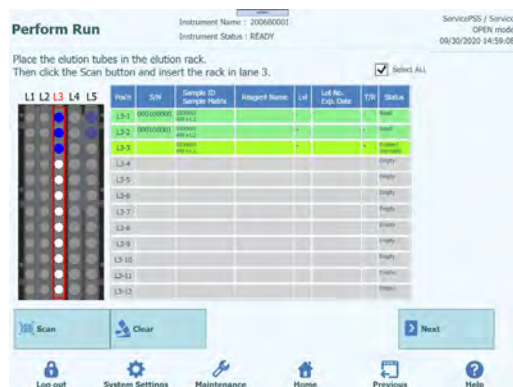 Perform Run
Instrument Name : 200680001
Instrument Status : READY
ServicePSS / Service
OPEN mode
09/30/2020 14:59:08
Place the elution tubes in the elution rack.
Then click the Scan button and insert the rack in lane 3.
Select ALL
L1 L2 L3 L4 L5
Pos'n S/N Sample ID Sample Matrix Reagent Name Lvl Lot No. Exp. Date T/R Status
L3-1 000100000
L3-2 000100001
L3-3
L3-4 Empty
L3-5 Empty
L3-6 Empty
L3-7 Empty
L3-8 Empty
L3-9 Empty
L3-10 Empty
L3-11 Empty
L3-12 Empty
Scan
Clear
Next
Log out
System Settings
Maintenance
Home
Previous
Help